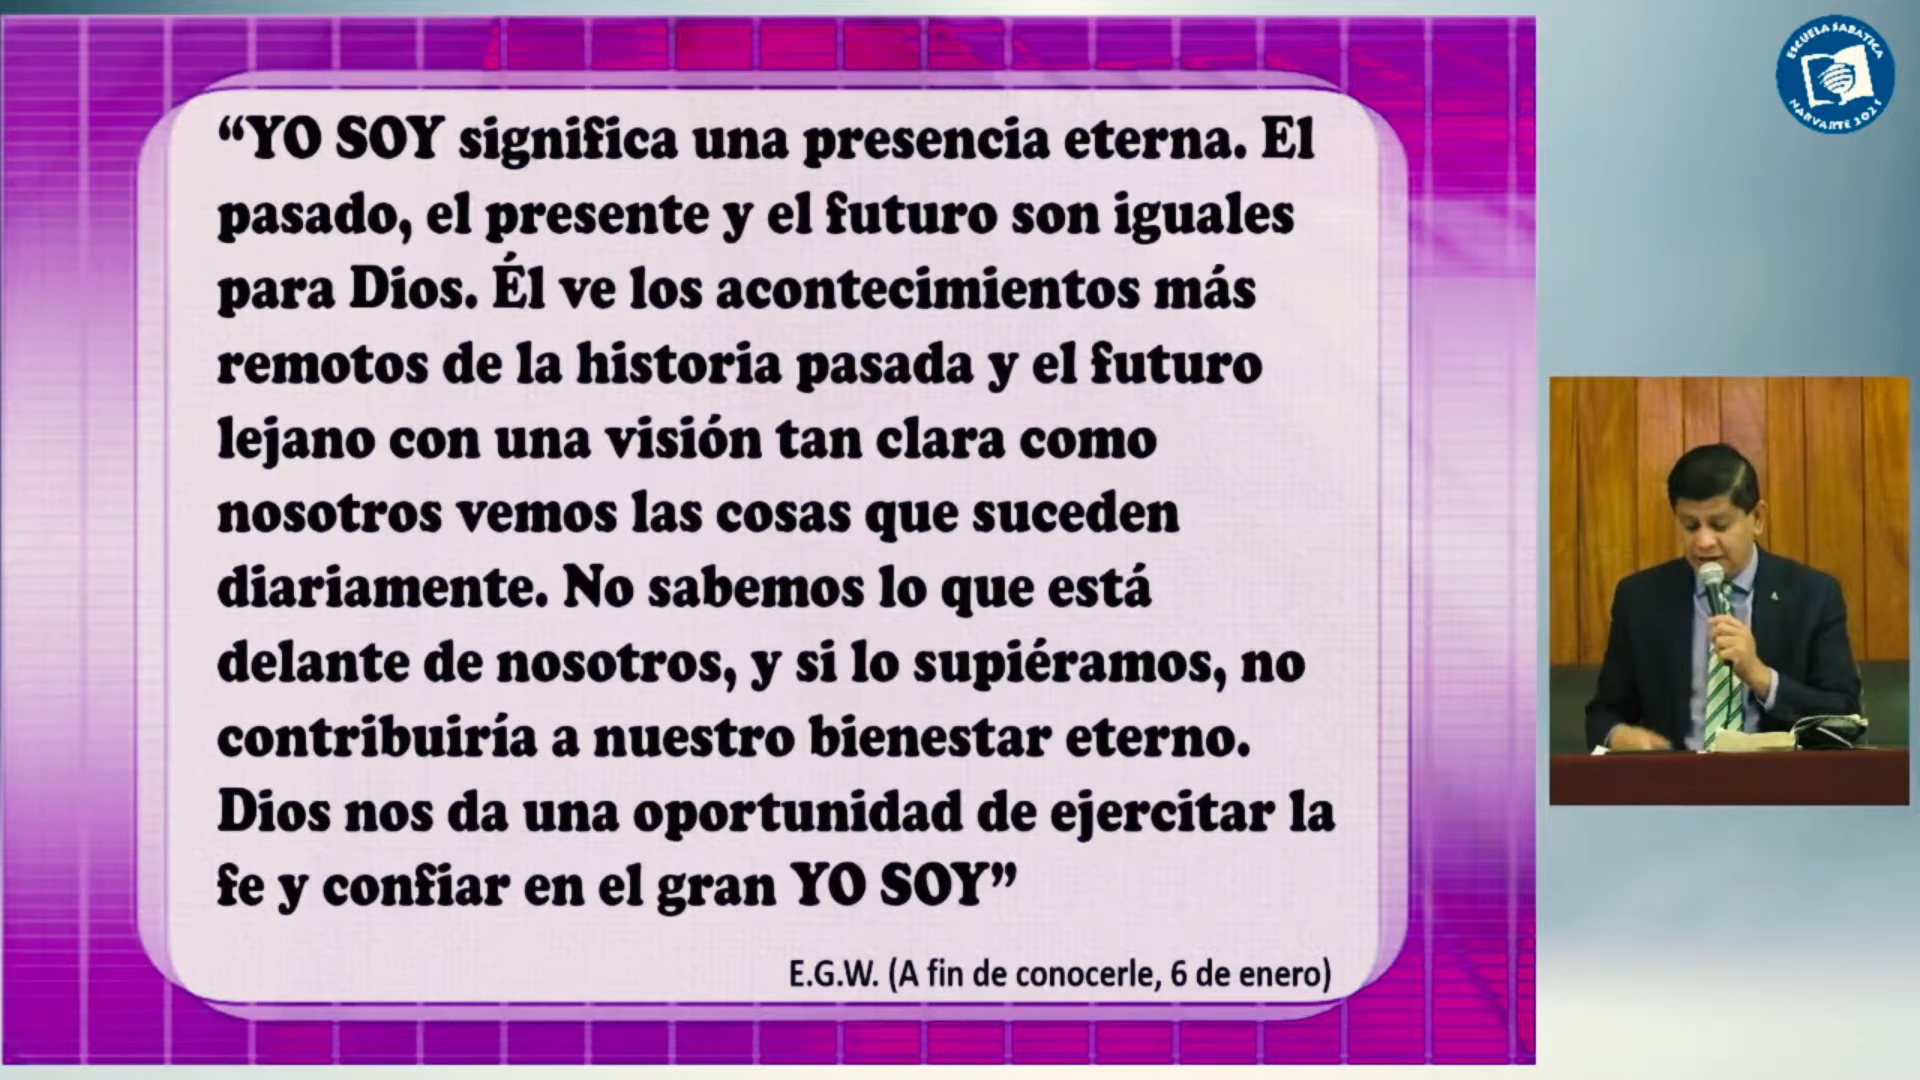 “YO SOY significa una presencia eterna. El
pasado, el presente y el futuro son iguales
para Dios. Él ve los acontecimientos más
remotos de la historia pasada y el futuro
lejano con una visión tan clara como
nosotros vemos las cosas que suceden
diariamente. No sabemos lo que está
delante de nosotros, y si lo supiéramos, no
contribuiría a nuestro bienestar eterno.
Dios nos da una oportunidad de ejercitar la
fe y confiar en el gran YO SOY”
E.G.W. (A fin de conocerle, 6 de enero)
ESCUELA SABATICA
NARVARTE 2021